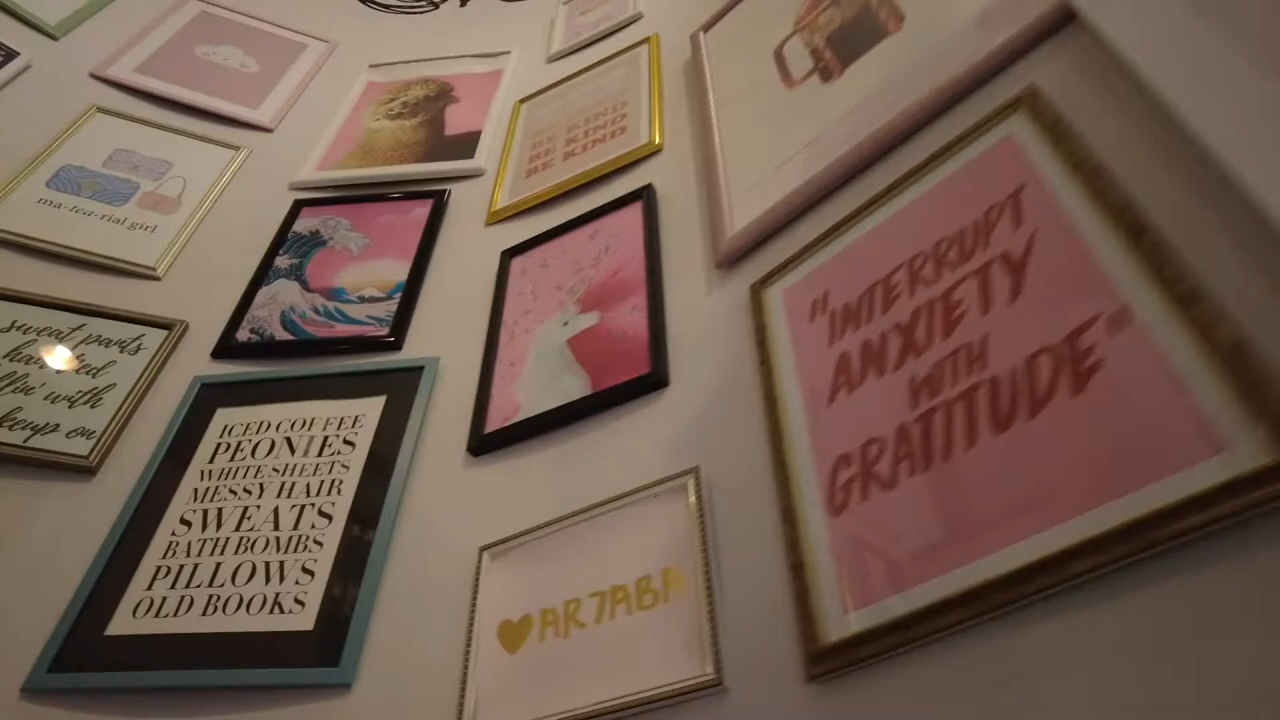 BE KIND
BE KIND
BE KIND
ma-tea-rial girl
"INTERRUPT
ANXIETY
WITH
GRATITUDE"
sweat pants
with
on
ICED COFFEE
PEONIES
WHITE SHEETS
MESSY HAIR
SWEATS
BATH BOMBS
PILLOWS
OLD BOOKS
AR7ABA